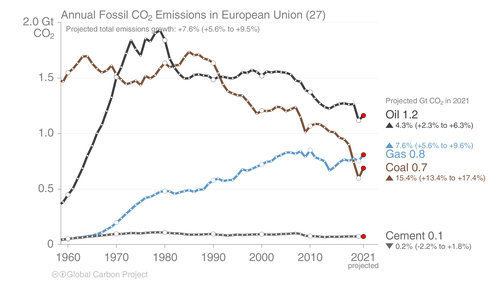 Annual Fossil CO₂ Emissions in European Union (27)
Projected total emissions growth: +7.6% (+5.6% to +9.5%)
2.0 Gt
CO₂
1.5
1.0
0.5
0
1960
1970
1980
1990
2000
2010
2021
projected
Projected Gt CO₂ in 2021
Oil 1.2
▲ 4.3% (+2.3% to +6.3%)
▲ 7.6% (+5.6% to +9.6%)
Gas 0.8
Coal 0.7
▲ 15.4% (+13.4% to +17.4%)
Cement 0.1
▼ 0.2% (-2.2% to +1.8%)
Global Carbon Project